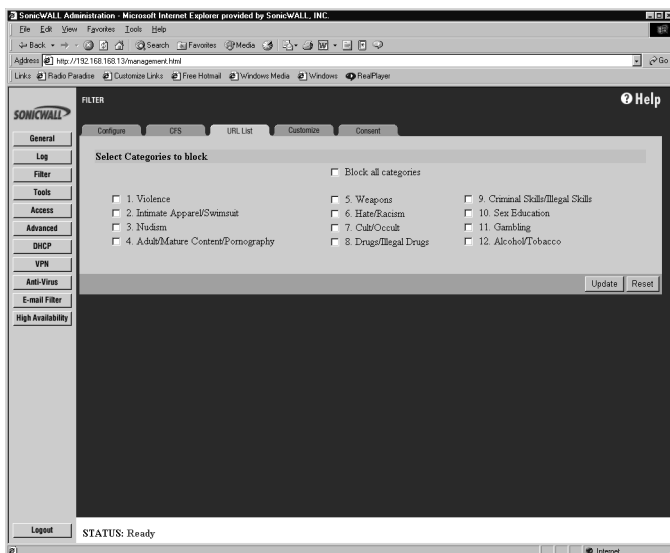 SonicWALL Administration - Microsoft Internet Explorer provided by SonicWALL, INC.
File Edit View Favorites Tools Help
Back Search Favorites Media
Address http://192.168.168.13/management.html Go
Links Radio Paradise Customize Links Free Hotmail Windows Media Windows RealPlayer
SONICWALL
FILTER
? Help
Configure CFS URL List Customize Consent
General
Log
Filter
Tools
Access
Advanced
DHCP
VPN
Anti-Virus
E-mail Filter
High Availability
Logout
Select Categories to block
Block all categories
1. Violence
2. Intimate Apparel/Swimsuit
3. Nudism
4. Adult/Mature Content/Pornography
5. Weapons
6. Hate/Racism
7. Cult/Occult
8. Drugs/Illegal Drugs
9. Criminal Skills/Illegal Skills
10. Sex Education
11. Gambling
12. Alcohol/Tobacco
Update Reset
STATUS: Ready
Internet